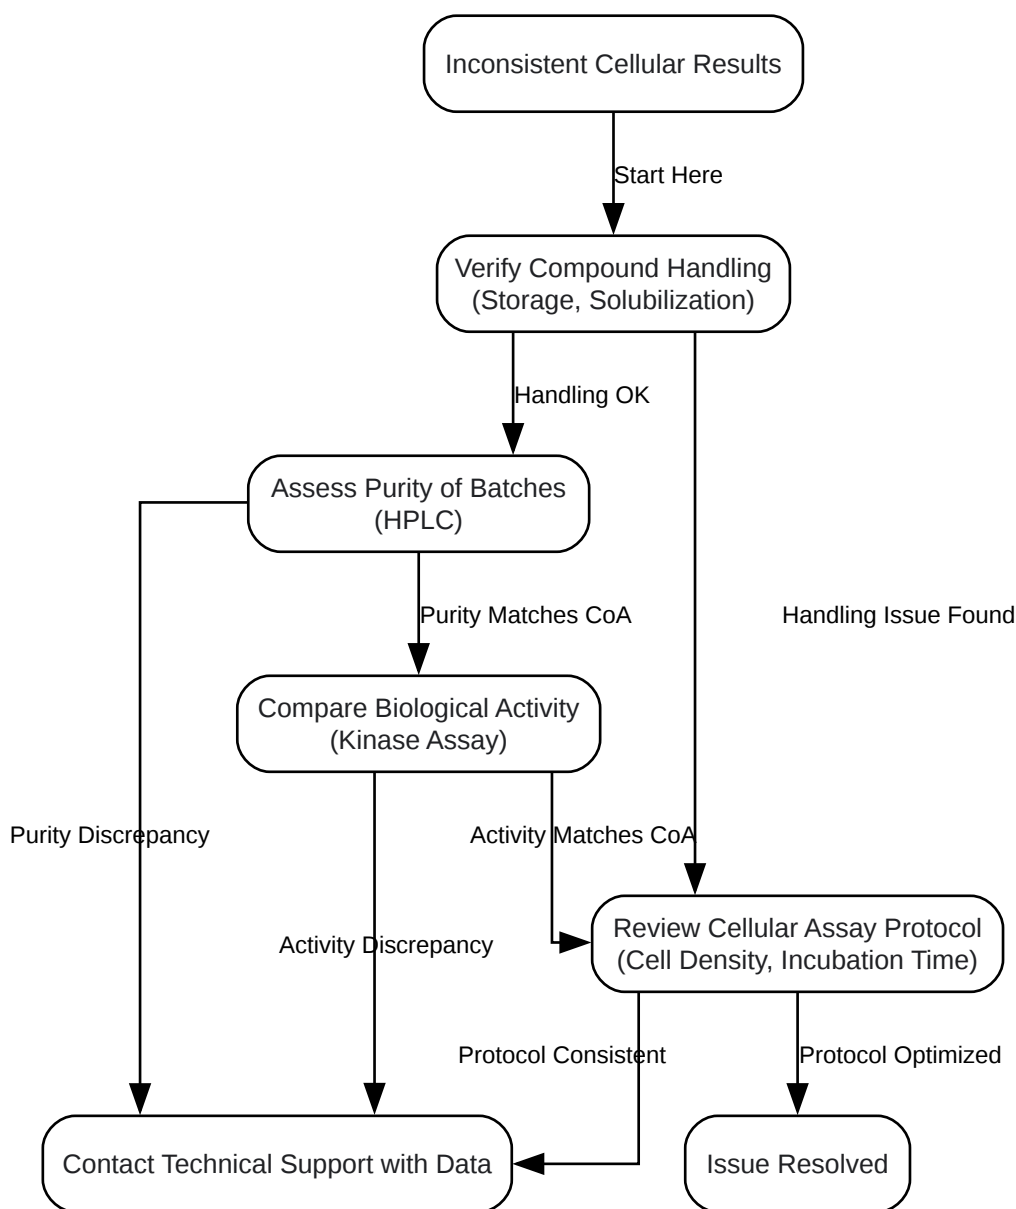 Inconsistent Cellular Results
Start Here
Verify Compound Handling
(Storage, Solubilization)
Handling OK
Assess Purity of Batches
(HPLC)
Purity Matches CoA
Handling Issue Found
Compare Biological Activity
(Kinase Assay)
Purity Discrepancy
Activity Matches CoA
Review Cellular Assay Protocol
(Cell Density, Incubation Time)
Activity Discrepancy
Protocol Consistent
Protocol Optimized
Contact Technical Support with Data
Issue Resolved